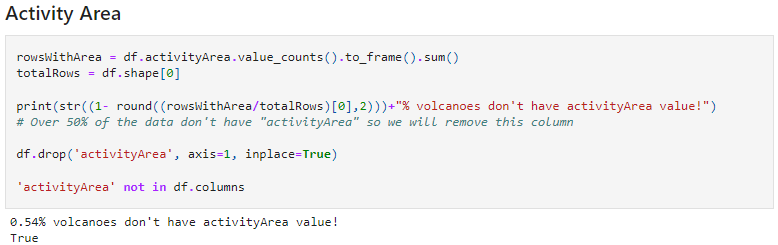 Activity Area
rowsWithArea = df.activityArea.value_counts().to_frame().sum()
totalRows = df.shape[0]
print(str((1- round((rowsWithArea/totalRows)[0],2)))+"% volcanoes don't have activityArea value!")
# Over 50% of the data don't have "activityArea" so we will remove this column
df.drop('activityArea', axis=1, inplace=True)
'activityArea' not in df.columns
0.54% volcanoes don't have activityArea value!
True